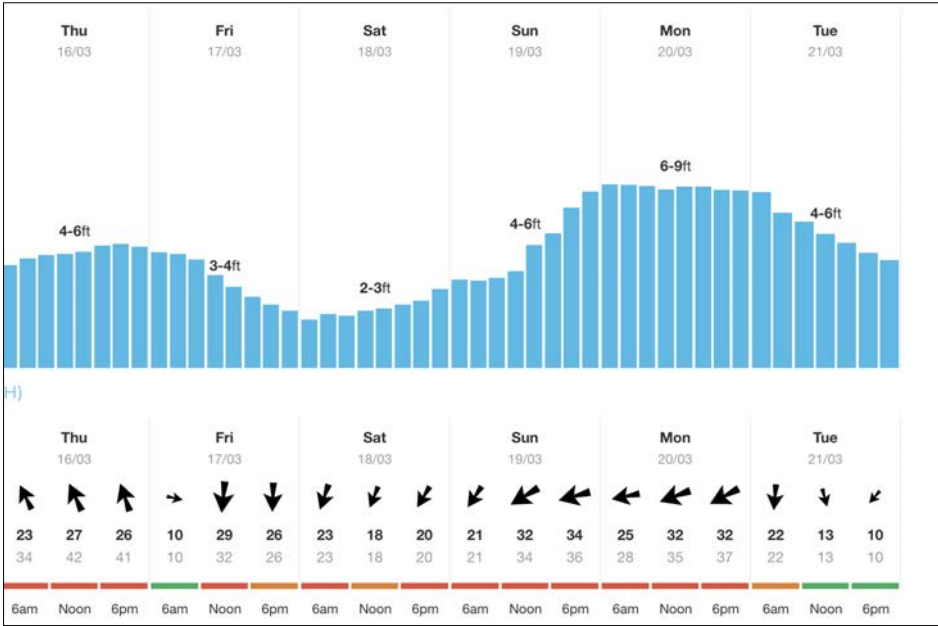 Thu Fri Sat Sun Mon Tue
16/03 17/03 18/03 19/03 20/03 21/03
6-9ft
4-6ft 4-6ft
4-6ft
3-4ft
2-3ft
H)
Thu Fri Sat Sun Mon Tue
16/03 17/03 18/03 19/03 20/03 21/03
23 27 26 10 29 26 23 18 20 21 32 34 25 32 32 22 13 10
34 42 41 10 32 26 23 18 20 21 34 36 28 35 37 22 13 10
6am Noon 6pm 6am Noon 6pm 6am Noon 6pm 6am Noon 6pm 6am Noon 6pm 6am Noon 6pm